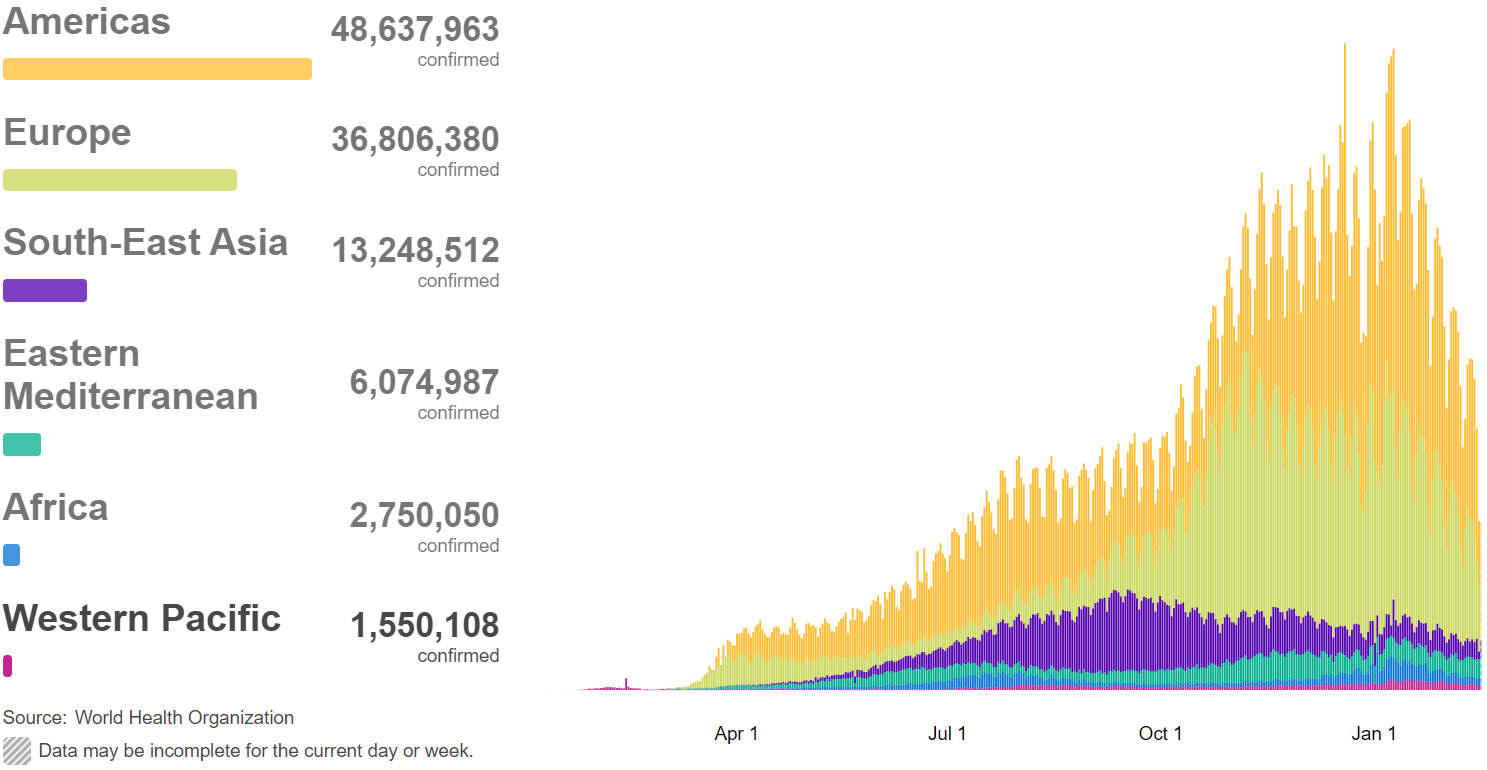 Americas
48,637,963
confirmed
Europe
36,806,380
confirmed
South-East Asia
13,248,512
confirmed
Eastern
Mediterranean
6,074,987
confirmed
Africa
2,750,050
confirmed
Western Pacific
1,550,108
confirmed
Source: World Health Organization
Data may be incomplete for the current day or week.
Apr 1
Jul 1
Oct 1
Jan 1